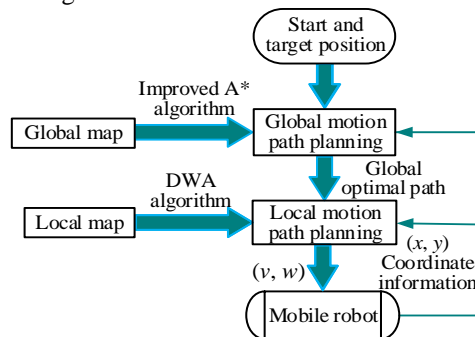 Start and
target position
Improved A*
algorithm
Global map
Global motion
path planning
Global
optimal path
DWA
algorithm
Local map
Local motion
path planning
(x, y)
Coordinate
information
(v, w)
Mobile robot